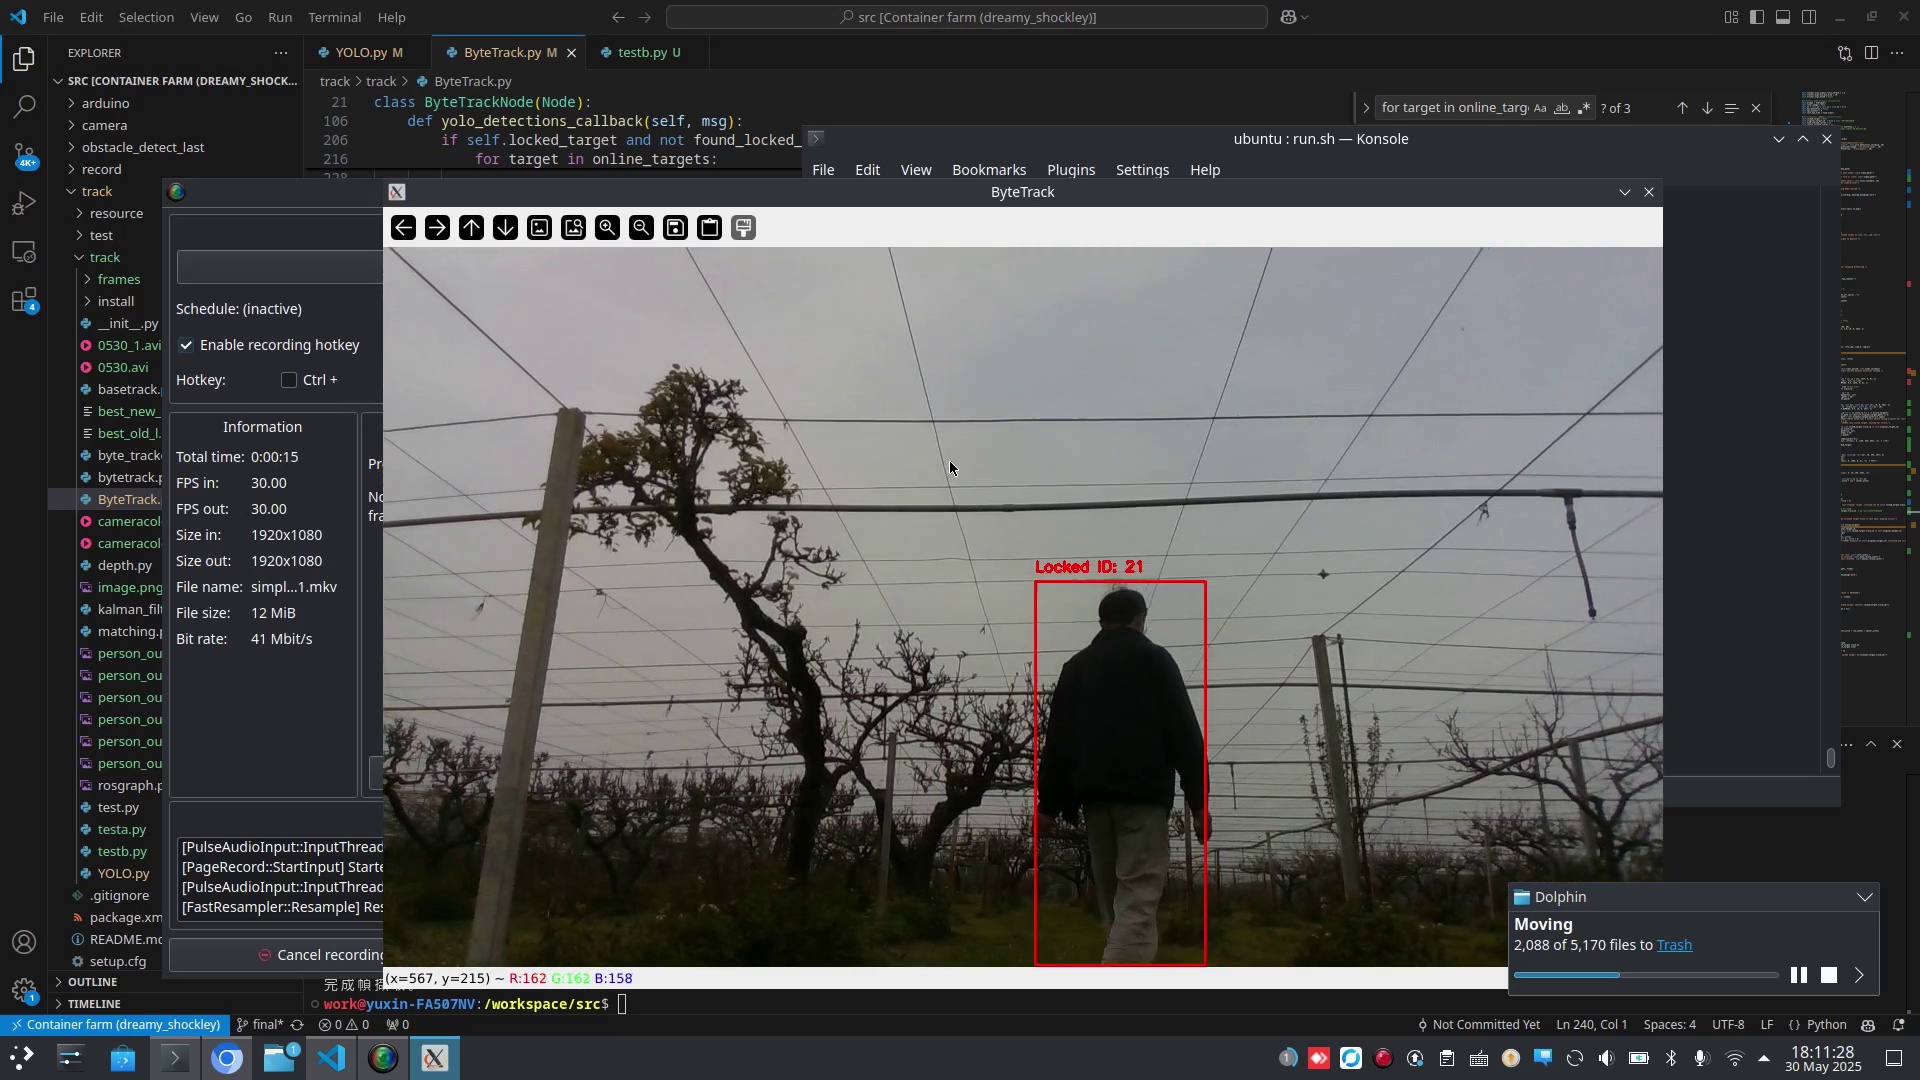 File Edit Selection View Go Run Terminal Help
src [Container farm (dreamy_shockley)]
EXPLORER
YOLO.py M
ByteTrack.py M
testb.py U
SRC [CONTAINER FARM (DREAMY_SHOCK...
track > track > ByteTrack.py
arduino
camera
obstacle_detect_last
record
track
resource
test
track
frames
install
__init__.py
0530_1.avi
0530.avi
basetrack.
best_new_
best_old_l.
byte_track
bytetrack.p
ByteTrack.
cameracol
cameracol
depth.py
image.png
kalman_filt
matching.p
person_ou
person_ou
person_ou
person_ou
person_ou
person_ou
rosgraph.p
test.py
testa.py
testb.py
YOLO.py
.gitignore
package.xm
README.md
setup.cfg
OUTLINE
TIMELINE
21 class ByteTrackNode(Node):
106 def yolo_detections_callback(self, msg):
206 if self.locked_target and not found_locked_
216 for target in online_targets:
for target in online_targ
Aa ab
? of 3
ubuntu : run.sh — Konsole
File Edit View Bookmarks Plugins Settings Help
ByteTrack
Schedule: (inactive)
Enable recording hotkey
Hotkey: Ctrl +
Information
Total time: 0:00:15
FPS in: 30.00
FPS out: 30.00
Size in: 1920x1080
Size out: 1920x1080
File name: simpl...1.mkv
File size: 12 MiB
Bit rate: 41 Mbit/s
[PulseAudioInput::InputThread
[PageRecord::StartInput] Starte
[PulseAudioInput::InputThread
[FastResampler::Resample] Res
Cancel recording
Locked ID: 21
(x=567, y=215) ~ R:162 G:162 B:158
work@yuxin-FA507NV:/workspace/src$
Dolphin
Moving
2,088 of 5,170 files to Trash
4K+
4
1
Container farm (dreamy_shockley)
final*
0 0
0
Not Committed Yet
Ln 240, Col 1
Spaces: 4
UTF-8
LF
Python
1
1
18:11:28
30 May 2025